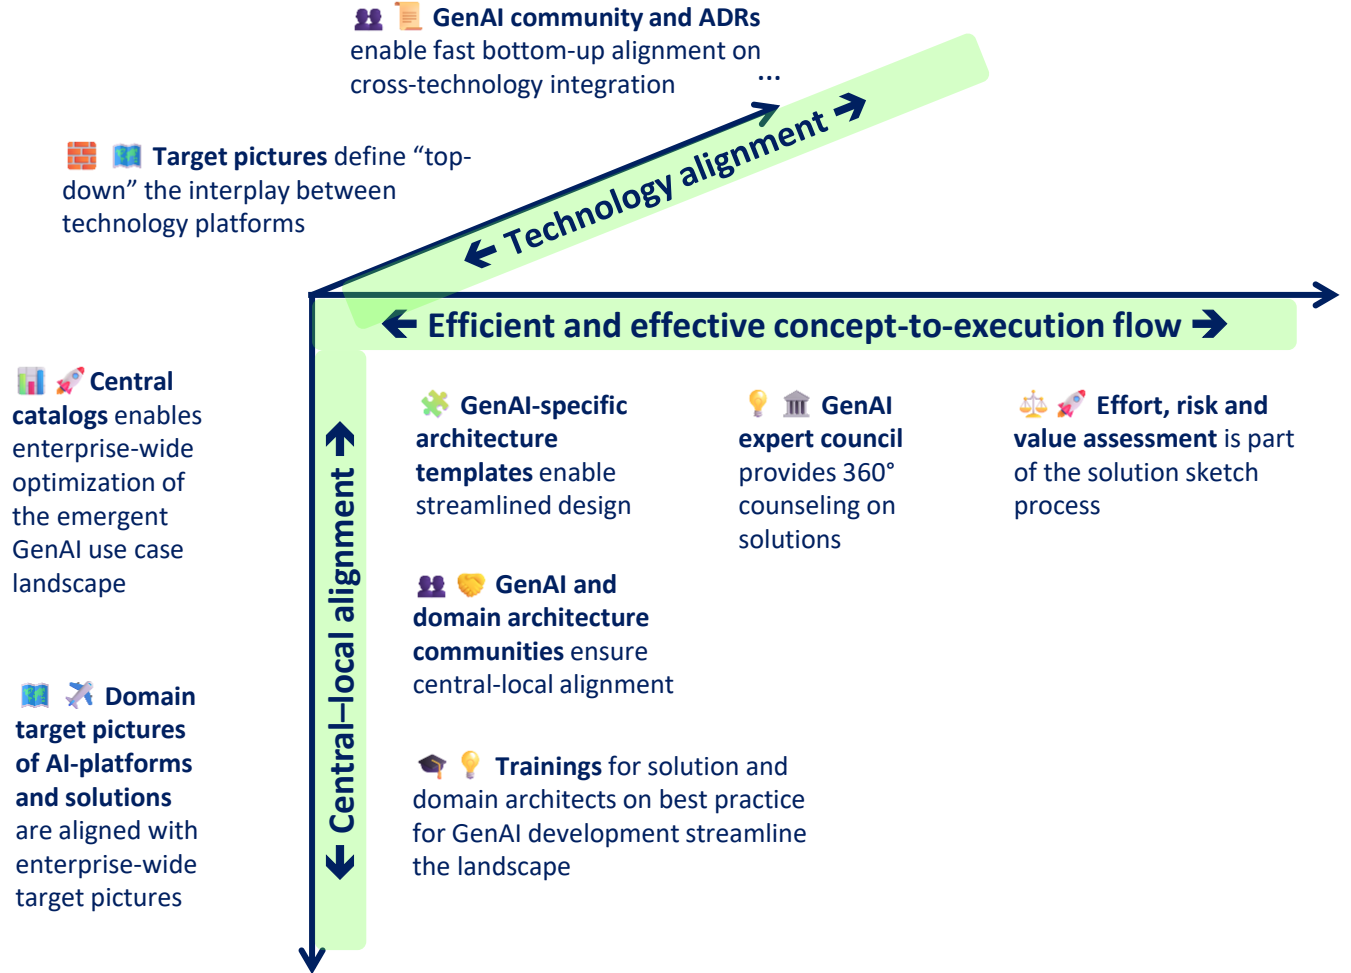 GenAI community and ADRs
enable fast bottom-up alignment on
cross-technology integration
...
Target pictures define “top-
down” the interplay between
technology platforms
Technology alignment
Efficient and effective concept-to-execution flow
Central–local alignment
Central
catalogs enables
enterprise-wide
optimization of
the emergent
GenAI use case
landscape
Domain
target pictures
of AI-platforms
and solutions
are aligned with
enterprise-wide
target pictures
GenAI-specific
architecture
templates enable
streamlined design
GenAI
expert council
provides 360°
counseling on
solutions
Effort, risk and
value assessment is part
of the solution sketch
process
GenAI and
domain architecture
communities ensure
central-local alignment
Trainings for solution and
domain architects on best practice
for GenAI development streamline
the landscape